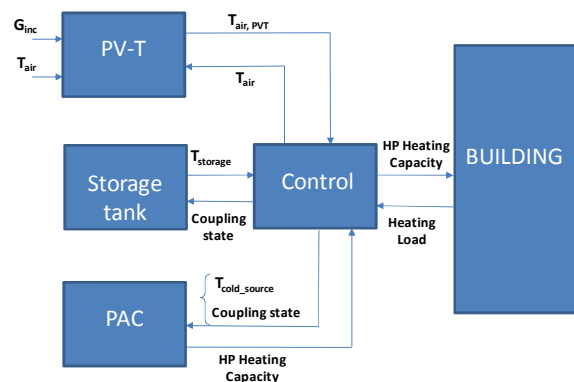 G_inc
T_air
PV-T
T_air, PVT
T_air
Storage
tank
T_storage
Coupling
state
Control
HP Heating
Capacity
Heating
Load
BUILDING
PAC
T_cold_source
Coupling state
HP Heating
Capacity